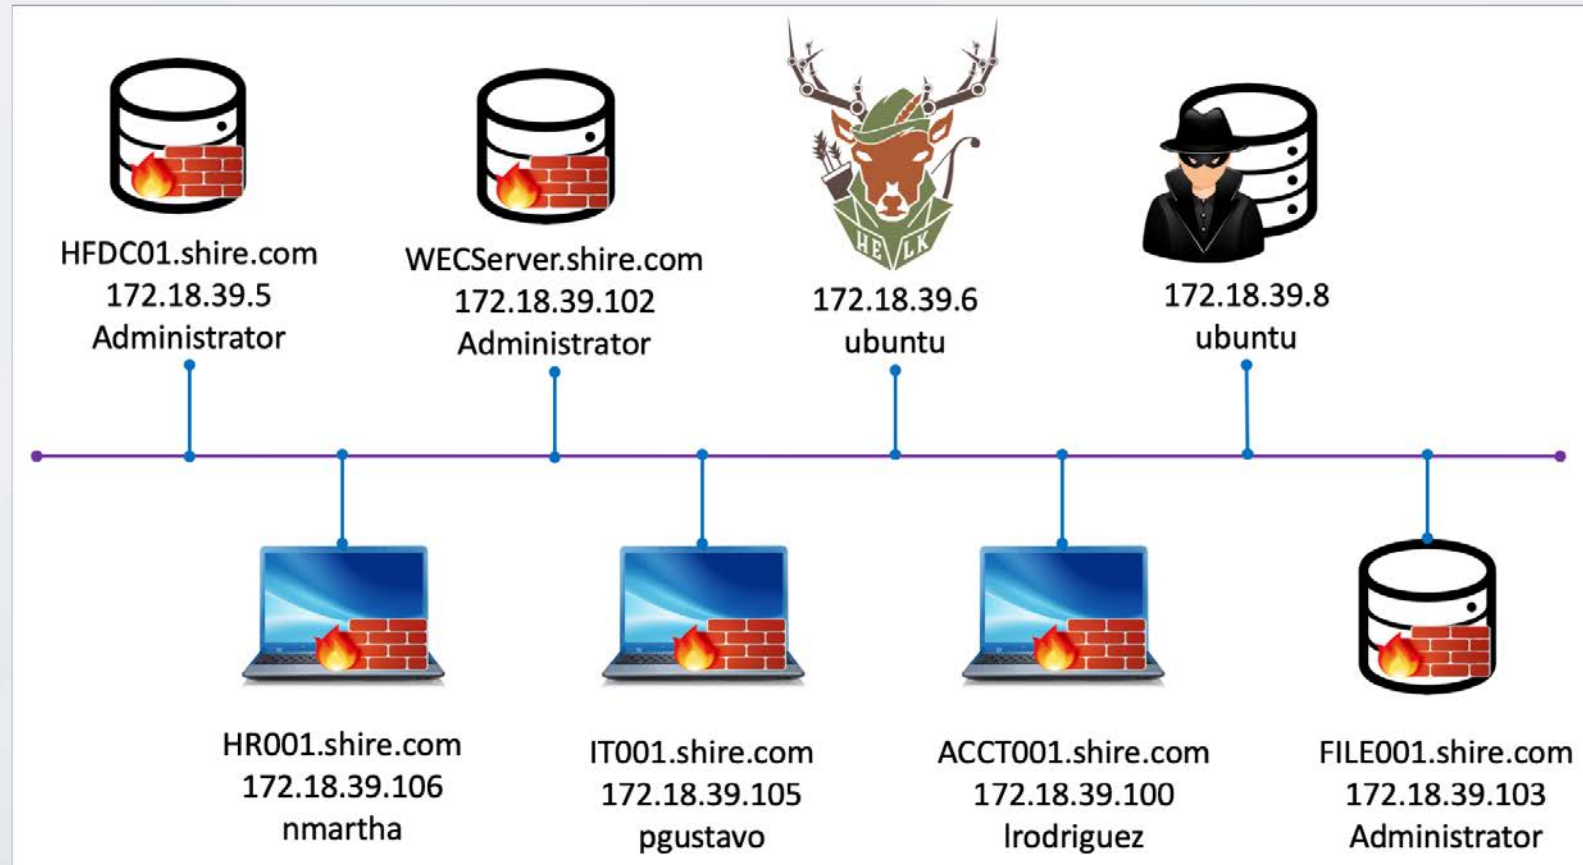 HFDC01.shire.com
172.18.39.5
Administrator
WECServer.shire.com
172.18.39.102
Administrator
HE LK
172.18.39.6
ubuntu
172.18.39.8
ubuntu
HR001.shire.com
172.18.39.106
nmartha
IT001.shire.com
172.18.39.105
pgustavo
ACCT001.shire.com
172.18.39.100
lrodriguez
FILE001.shire.com
172.18.39.103
Administrator